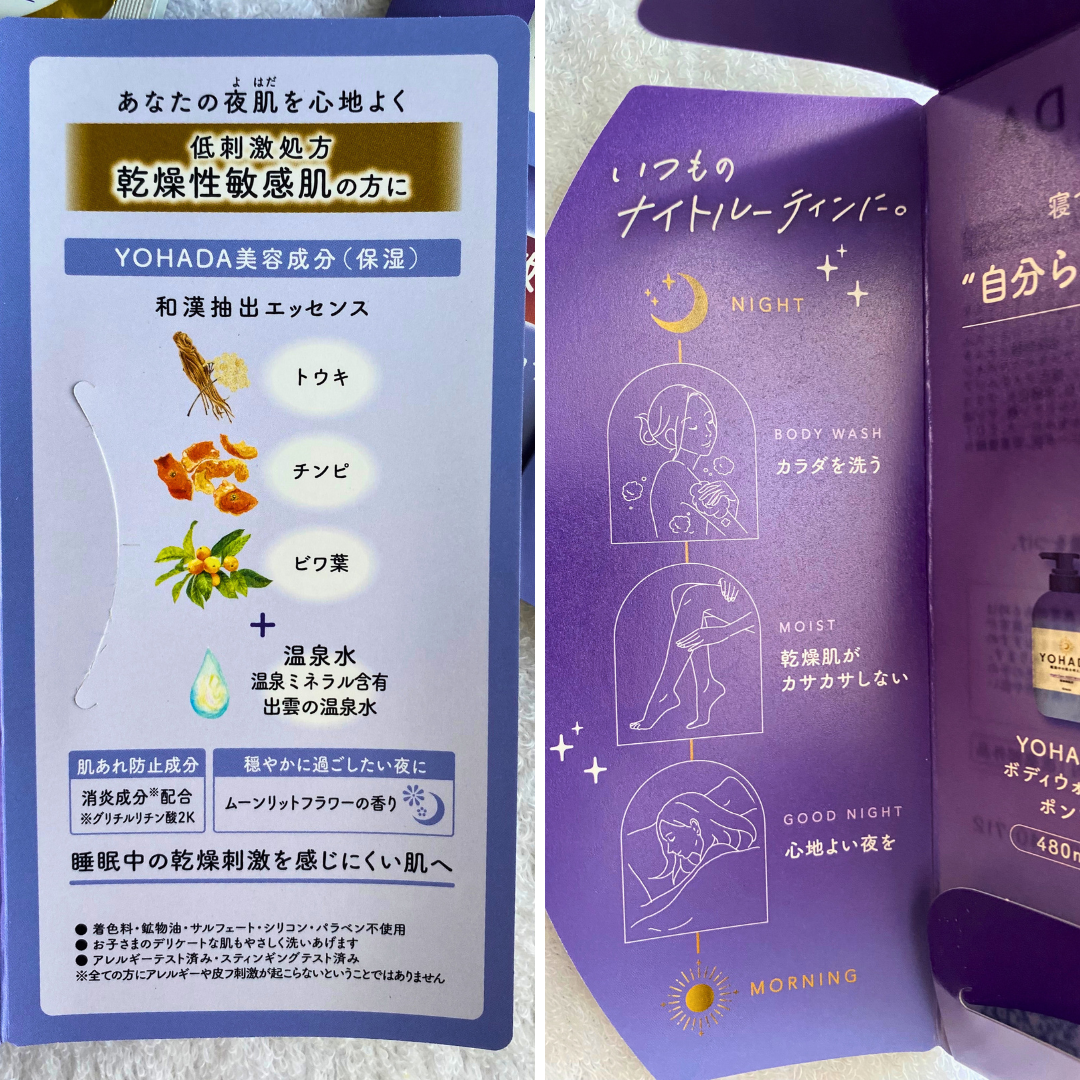 よ はだ
あなたの夜肌を心地よく
低刺激処方
乾燥性敏感肌の方に
YOHADA美容成分（保湿）
和漢抽出エッセンス
トウキ
チンピ
ビワ葉
+
温泉水
温泉ミネラル含有
出雲の温泉水
肌あれ防止成分
消炎成分※配合
※グリチルリチン酸2K
穏やかに過ごしたい夜に
ムーンリットフラワーの香り
睡眠中の乾燥刺激を感じにくい肌へ
●着色料・鉱物油・サルフェート・シリコン・パラベン不使用
●お子さまのデリケートな肌もやさしく洗いあげます
●アレルギーテスト済み・スティンギングテスト済み
※全ての方にアレルギーや皮フ刺激が起こらないということではありません
いつもの
ナイトルーティンに。
NIGHT
BODY WASH
カラダを洗う
MOIST
乾燥肌が
カサカサしない
GOOD NIGHT
心地よい夜を
MORNING
DA
寝
“自分ら
YOHAD
YOHA
ボディウォ
ポン
480m